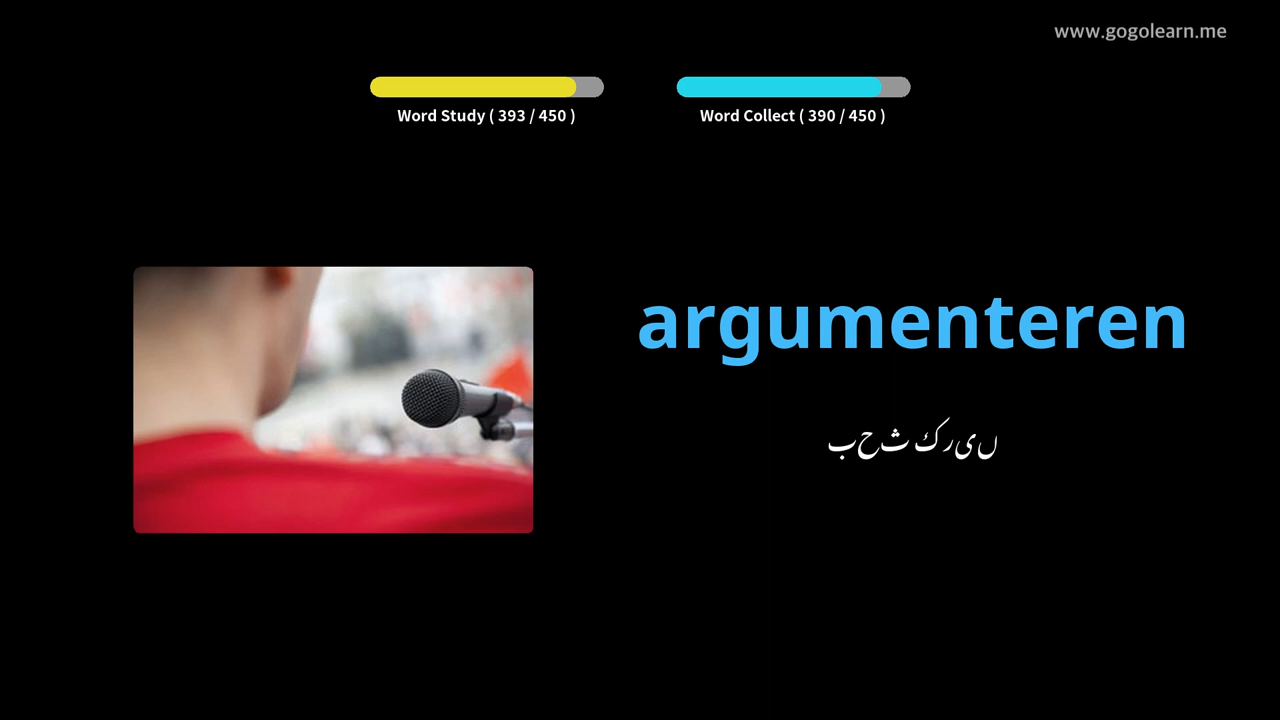 www.gogolearn.me
Word Study ( 393 / 450 )
Word Collect ( 390 / 450 )
argumenteren
بحث کریں